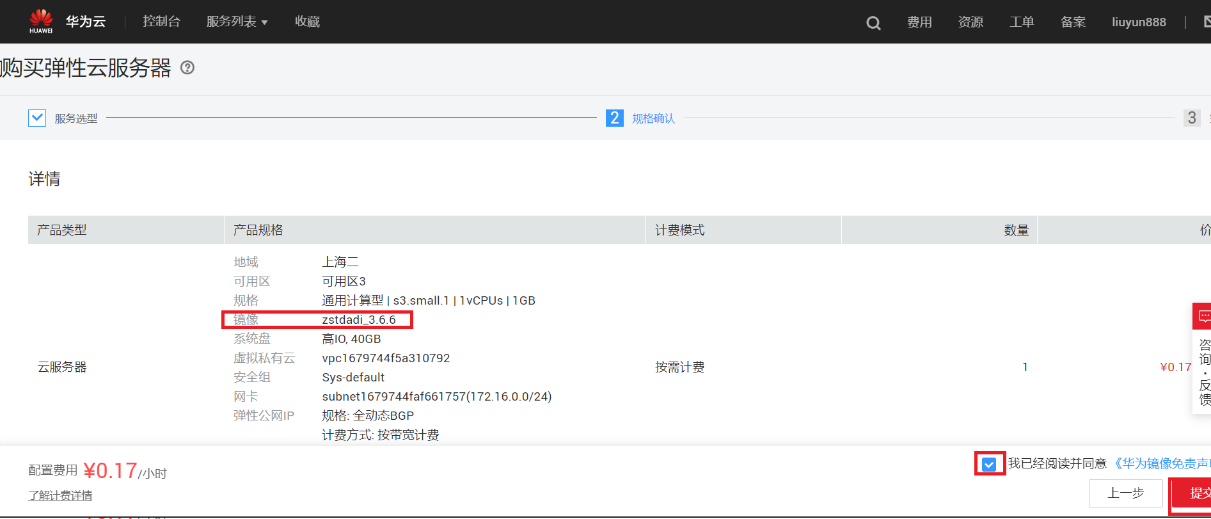 HUAWEI 华为云 控制台 服务列表 收藏 费用 资源 工单 备案 liuyun888
购买弹性云服务器 ?
服务选型 2 规格确认 3
详情
产品类型 产品规格 计费模式 数量 价
地域 上海二
可用区 可用区3
规格 通用计算型 | s3.small.1 | 1vCPUs | 1GB
镜像 zstdadi_3.6.6
系统盘 高IO, 40GB
虚拟私有云 vpc1679744f5a310792
云服务器 按需计费 1 ¥0.17
安全组 Sys-default
网卡 subnet1679744faf661757(172.16.0.0/24)
弹性公网IP 规格: 全动态BGP
计费方式: 按带宽计费
咨询·反馈
配置费用 ¥0.17/小时
了解计费详情
我已经阅读并同意 《华为镜像免责声
上一步 提交